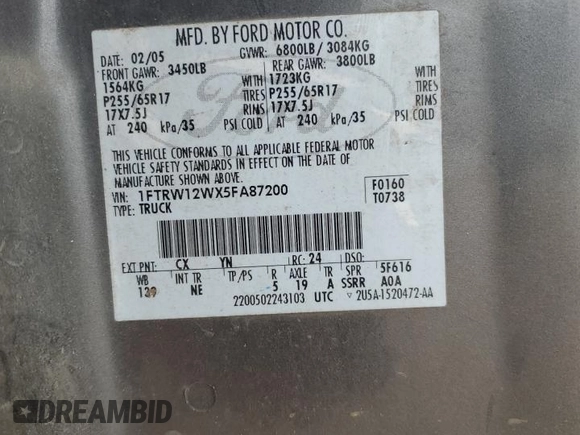 MFD. BY FORD MOTOR CO.
DATE: 02/05 GVWR: 6800LB/ 3084KG
FRONT GAWR: 3450LB REAR GAWR: 3800LB
1564KG WITH 1723KG WITH
P255/65R17 TIRES P255/65R17 TIRES
17X7.5J RIMS 17X7.5J RIMS
AT 240 kPa/35 PSI COLD AT 240 kPa/35 PSI COLD
Ford
THIS VEHICLE CONFORMS TO ALL APPLICABLE FEDERAL MOTOR
VEHICLE SAFETY STANDARDS IN EFFECT ON THE DATE OF
MANUFACTURE SHOWN ABOVE.
VIN: 1FTRW12WX5FA87200 F0160
TYPE: TRUCK T0738
EXT PNT: CX YN RC: 24 DSO:
WB INT TR TP/PS R AXLE TR SPR 5F616
139 NE 5 19 A SSRR A0A
2200502243103 UTC 2U5A-1520472-AA
DREAMBID